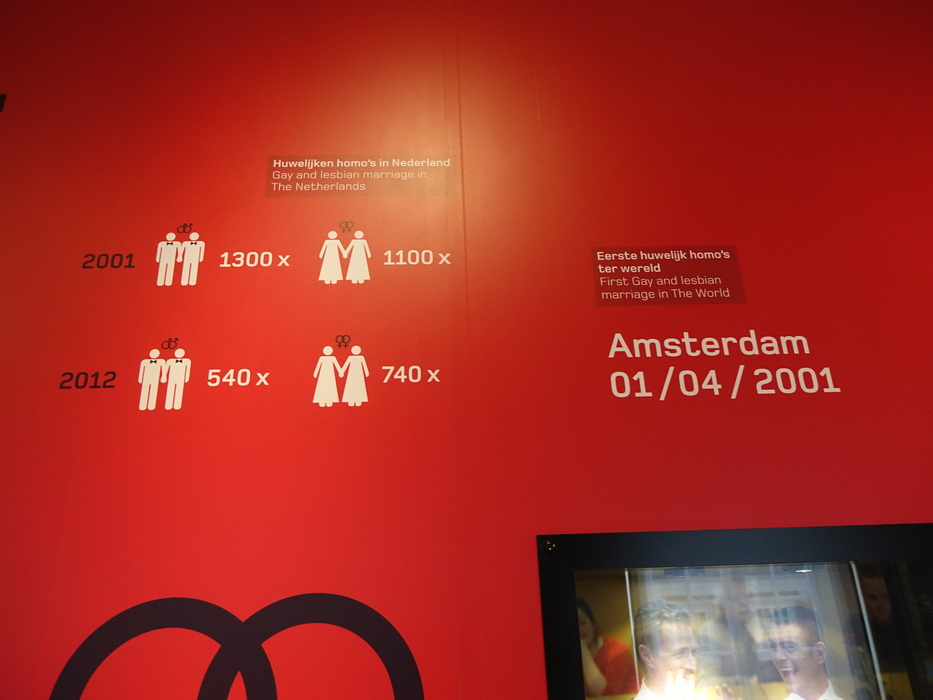 Huwelijken homo's in Nederland
Gay and lesbian marriage in
The Netherlands
2001 1300 x 1100 x
2012 540 x 740 x
Eerste huwelijk homo's
ter wereld
First Gay and lesbian
marriage in The World
Amsterdam
01/04/2001